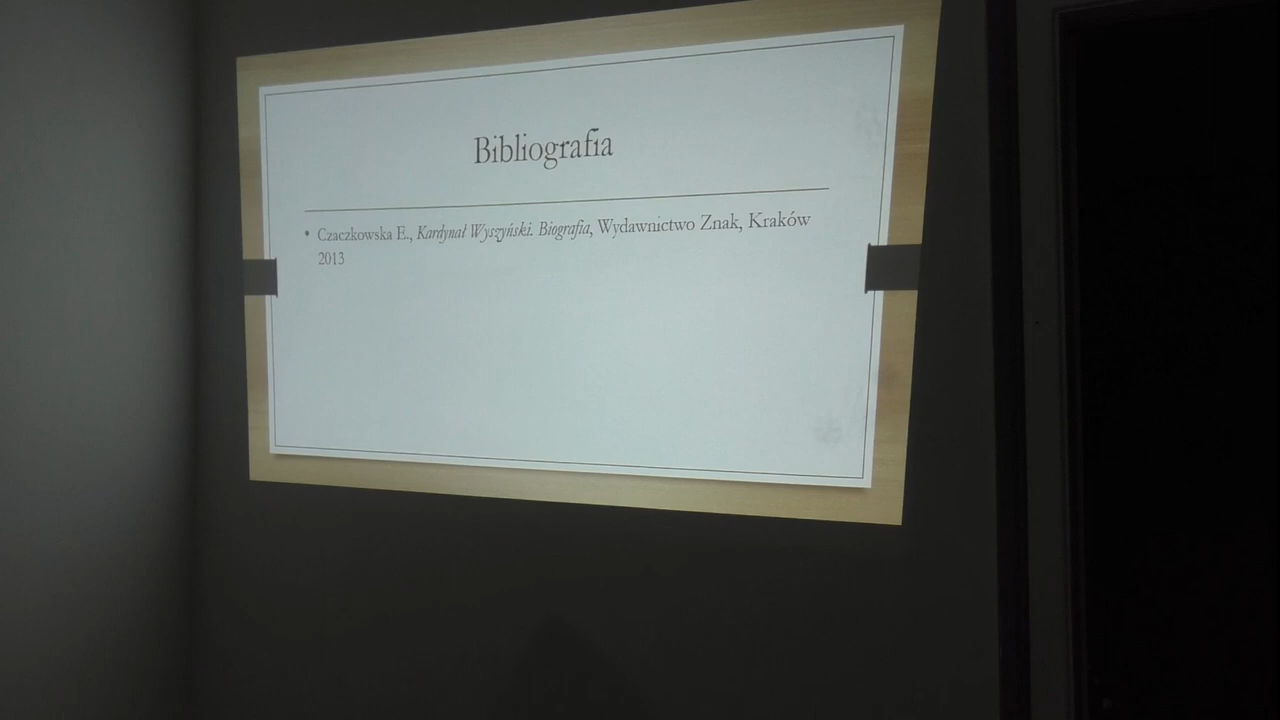 Bibliografia
• Czaczkowska E., Kardynał Wyszyński. Biografia, Wydawnictwo Znak, Kraków
2013